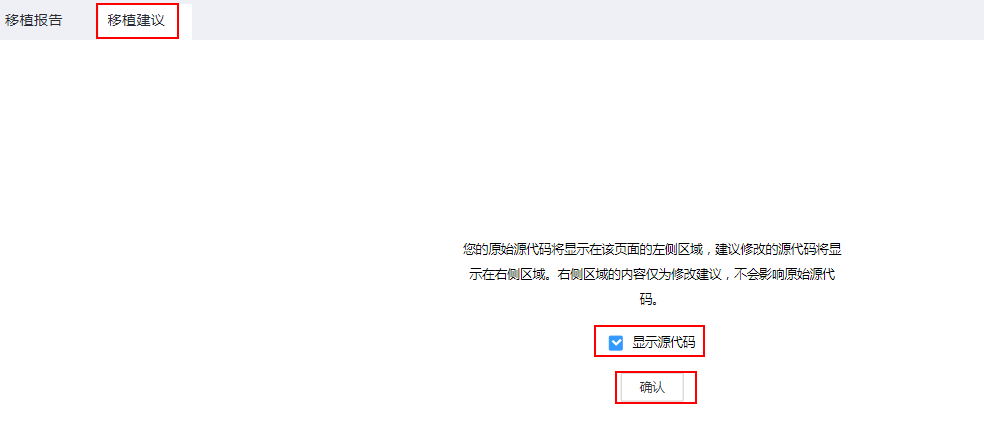 移植报告 移植建议
您的原始源代码将显示在该页面的左侧区域，建议修改的源代码将显
示在右侧区域。右侧区域的内容仅为修改建议，不会影响原始源代
码。
显示源代码
确认